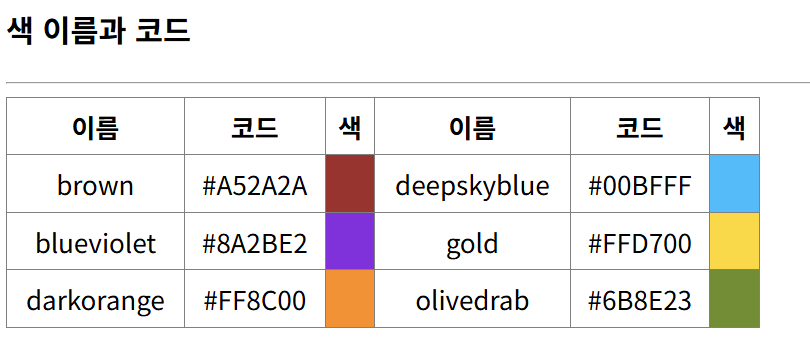 색 이름과 코드
이름 코드 색 이름 코드 색
brown #A52A2A deepskyblue #00BFFF
blueviolet #8A2BE2 gold #FFD700
darkorange #FF8C00 olivedrab #6B8E23